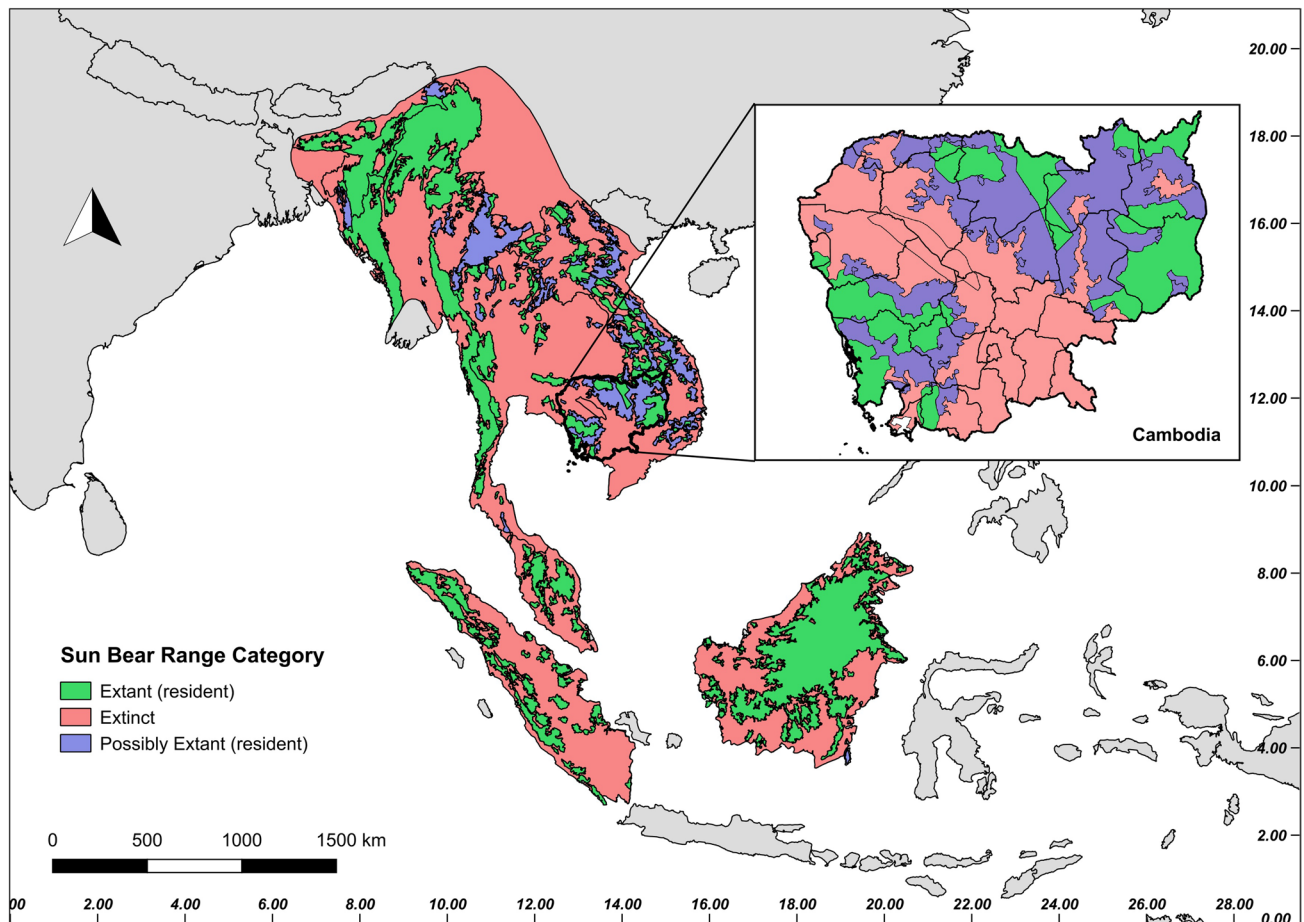 20.00
18.00
16.00
14.00
12.00
10.00
8.00
6.00
4.00
2.00
0.00
Cambodia
Sun Bear Range Category
Extant (resident)
Extinct
Possibly Extant (resident)
0 500 1000 1500 km
00 2.00 4.00 6.00 8.00 10.00 12.00 14.00 16.00 18.00 20.00 22.00 24.00 26.00 28.00